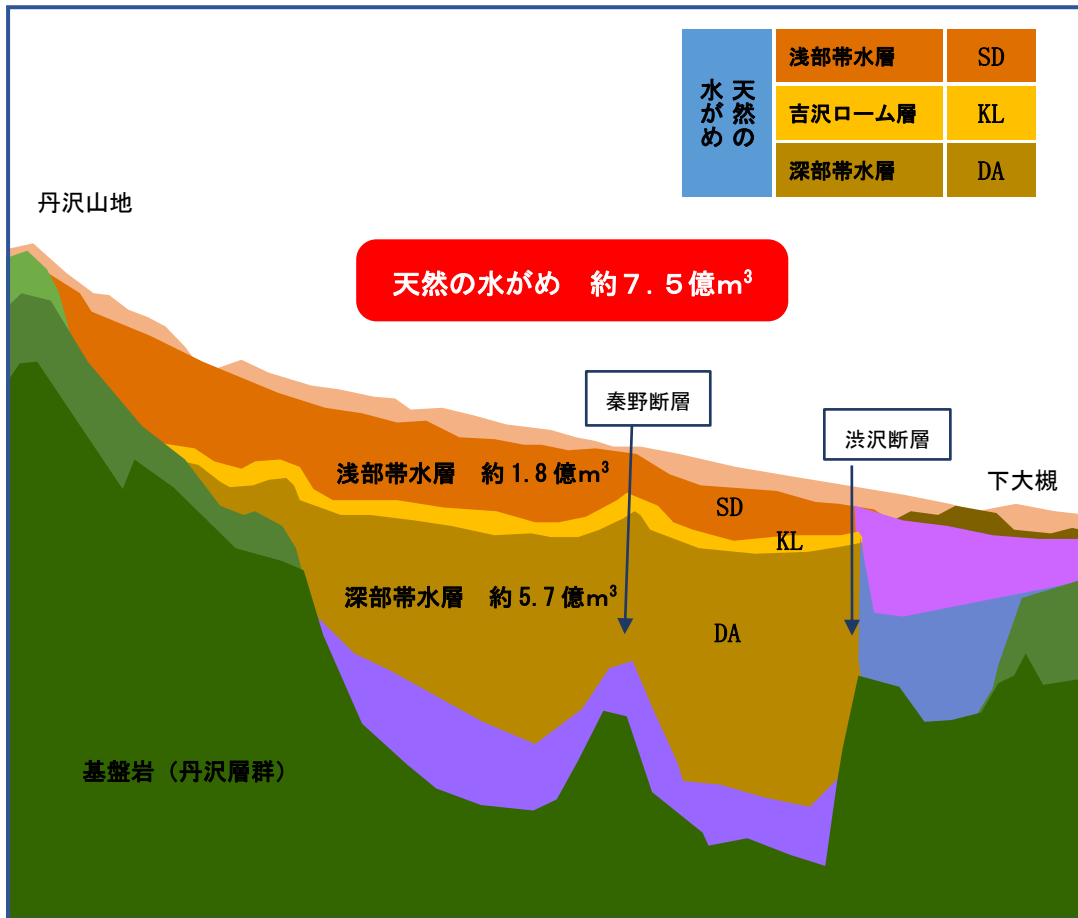 天然の水がめ
浅部帯水層 SD
吉沢ローム層 KL
深部帯水層 DA
丹沢山地
天然の水がめ 約7.5億m³
秦野断層
渋沢断層
下大槻
浅部帯水層 約1.8億m³
SD
KL
深部帯水層 約5.7億m³
DA
基盤岩(丹沢層群)